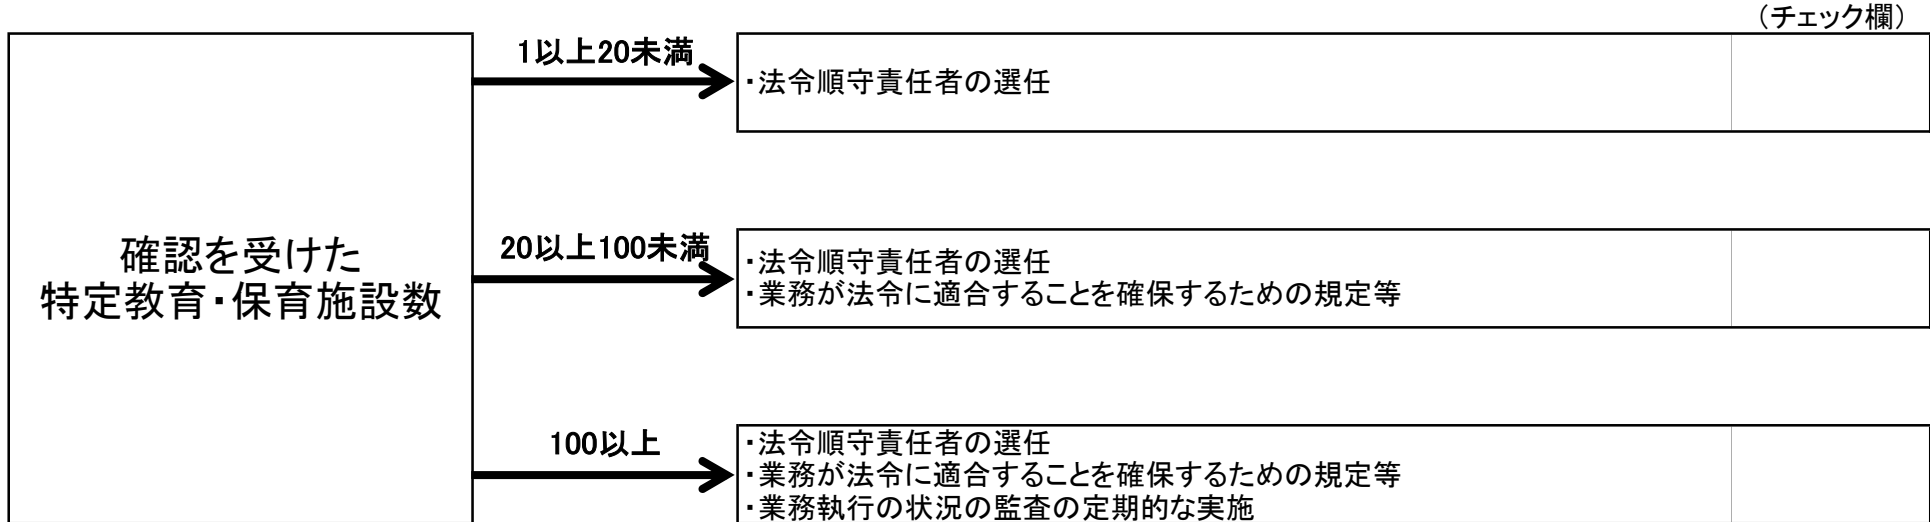 （チェック欄）
確認を受けた
特定教育・保育施設数
1以上20未満
・法令順守責任者の選任
20以上100未満
・法令順守責任者の選任
・業務が法令に適合することを確保するための規定等
100以上
・法令順守責任者の選任
・業務が法令に適合することを確保するための規定等
・業務執行の状況の監査の定期的な実施